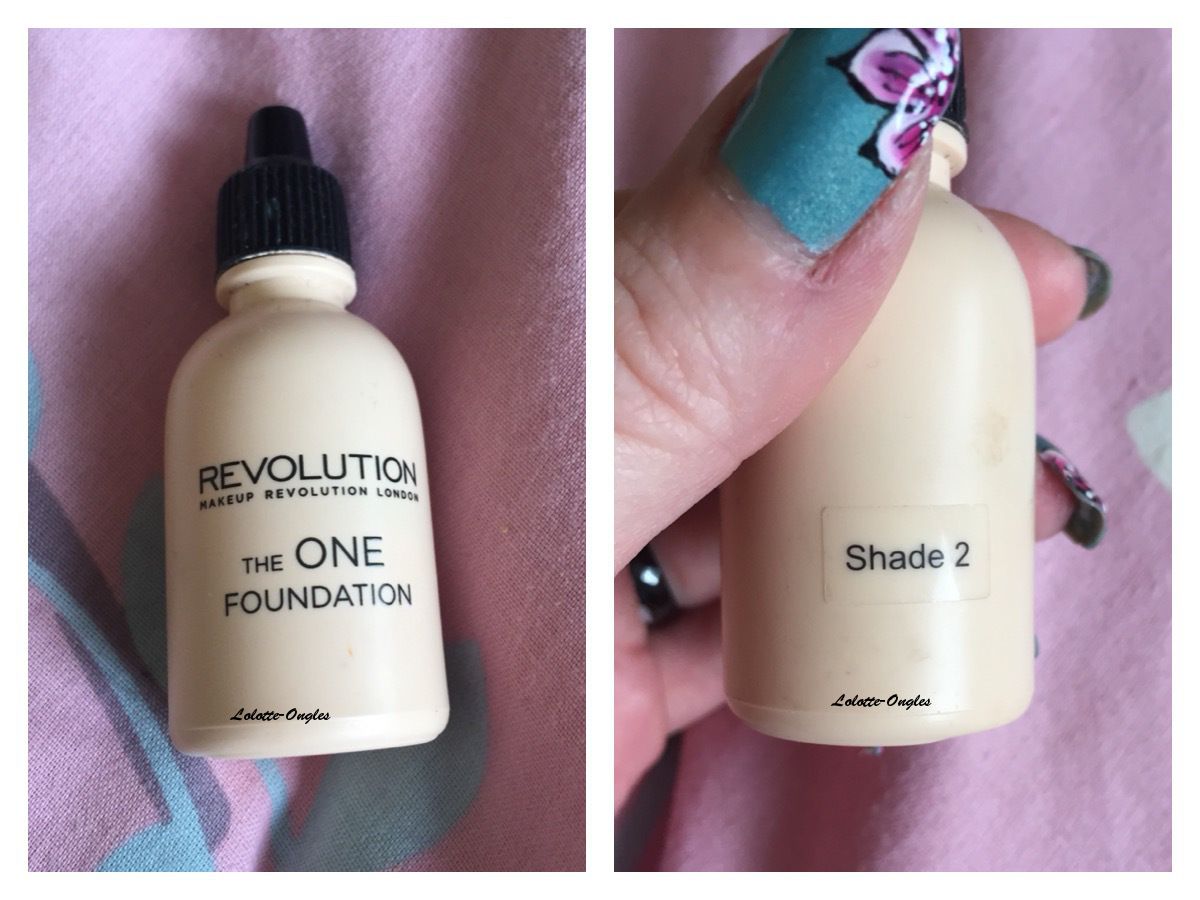 REVOLUTION
MAKEUP REVOLUTION LONDON
THE ONE
FOUNDATION
Lolotte-Ongles
Shade 2
Lolotte-Ongles